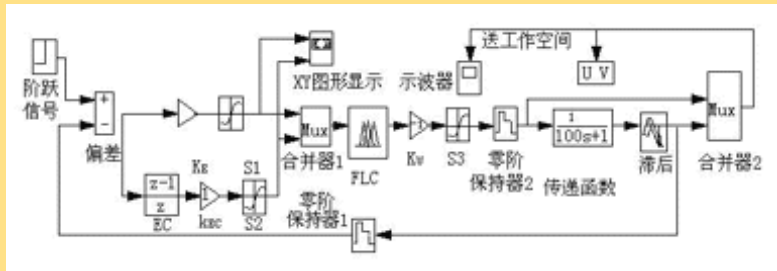 送工作空间
XY图形显示
示波器
U V
阶跃
信号
+
-
偏差
Mux
合并器1
FLC
-1
Kw
S3
零阶
保持器2
1
100s+1
传递函数
滞后
Mux
合并器2
KE
S1
z-1
z
EC
1
kEC
S2
零阶
保持器1